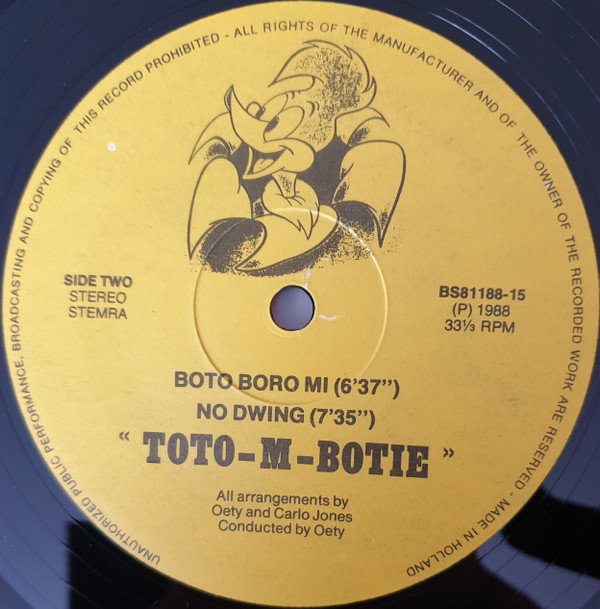 UNAUTHORIZED PUBLIC PERFORMANCE, BROADCASTING AND COPYING OF THIS RECORD PROHIBITED - ALL RIGHTS OF THE MANUFACTURER AND OF THE OWNER OF THE RECORDED WORK ARE RESERVED - MADE IN HOLLAND
SIDE TWO
STEREO
STEMRA
BS81188-15
(P) 1988
33⅓ RPM
BOTO BORO MI (6'37")
NO DWING (7'35")
“ TOTO-M-BOTIE ”
All arrangements by
Oety and Carlo Jones
Conducted by Oety